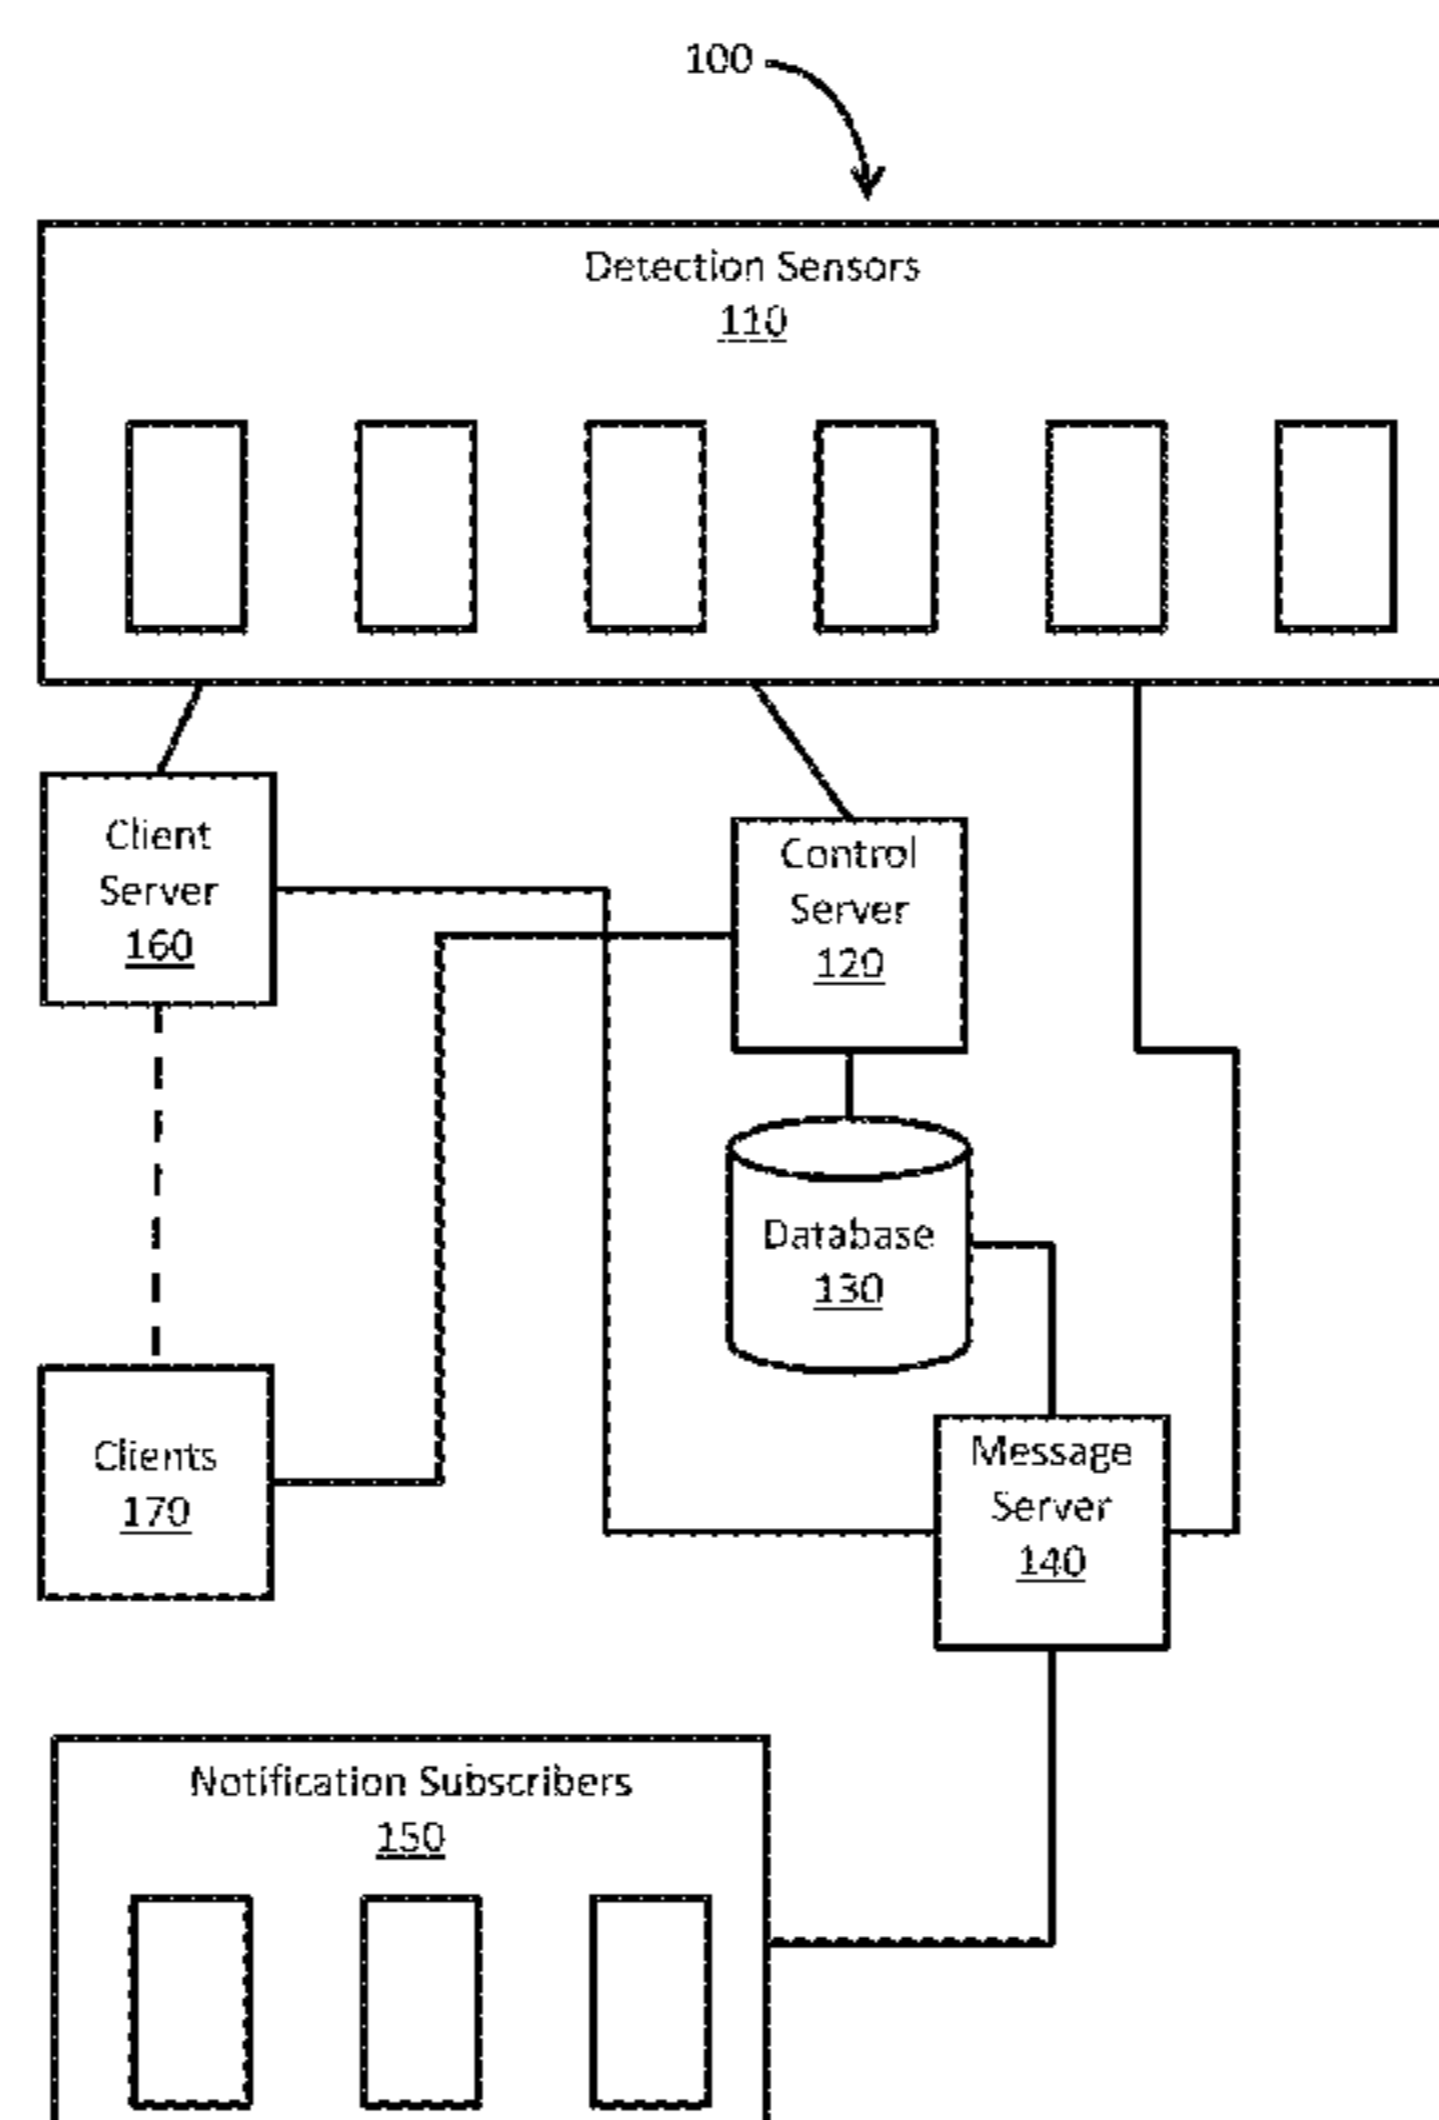 100
Detection Sensors
110
Client
Server
160
Control
Server
120
Database
130
Clients
170
Message
Server
140
Notification Subscribers
150